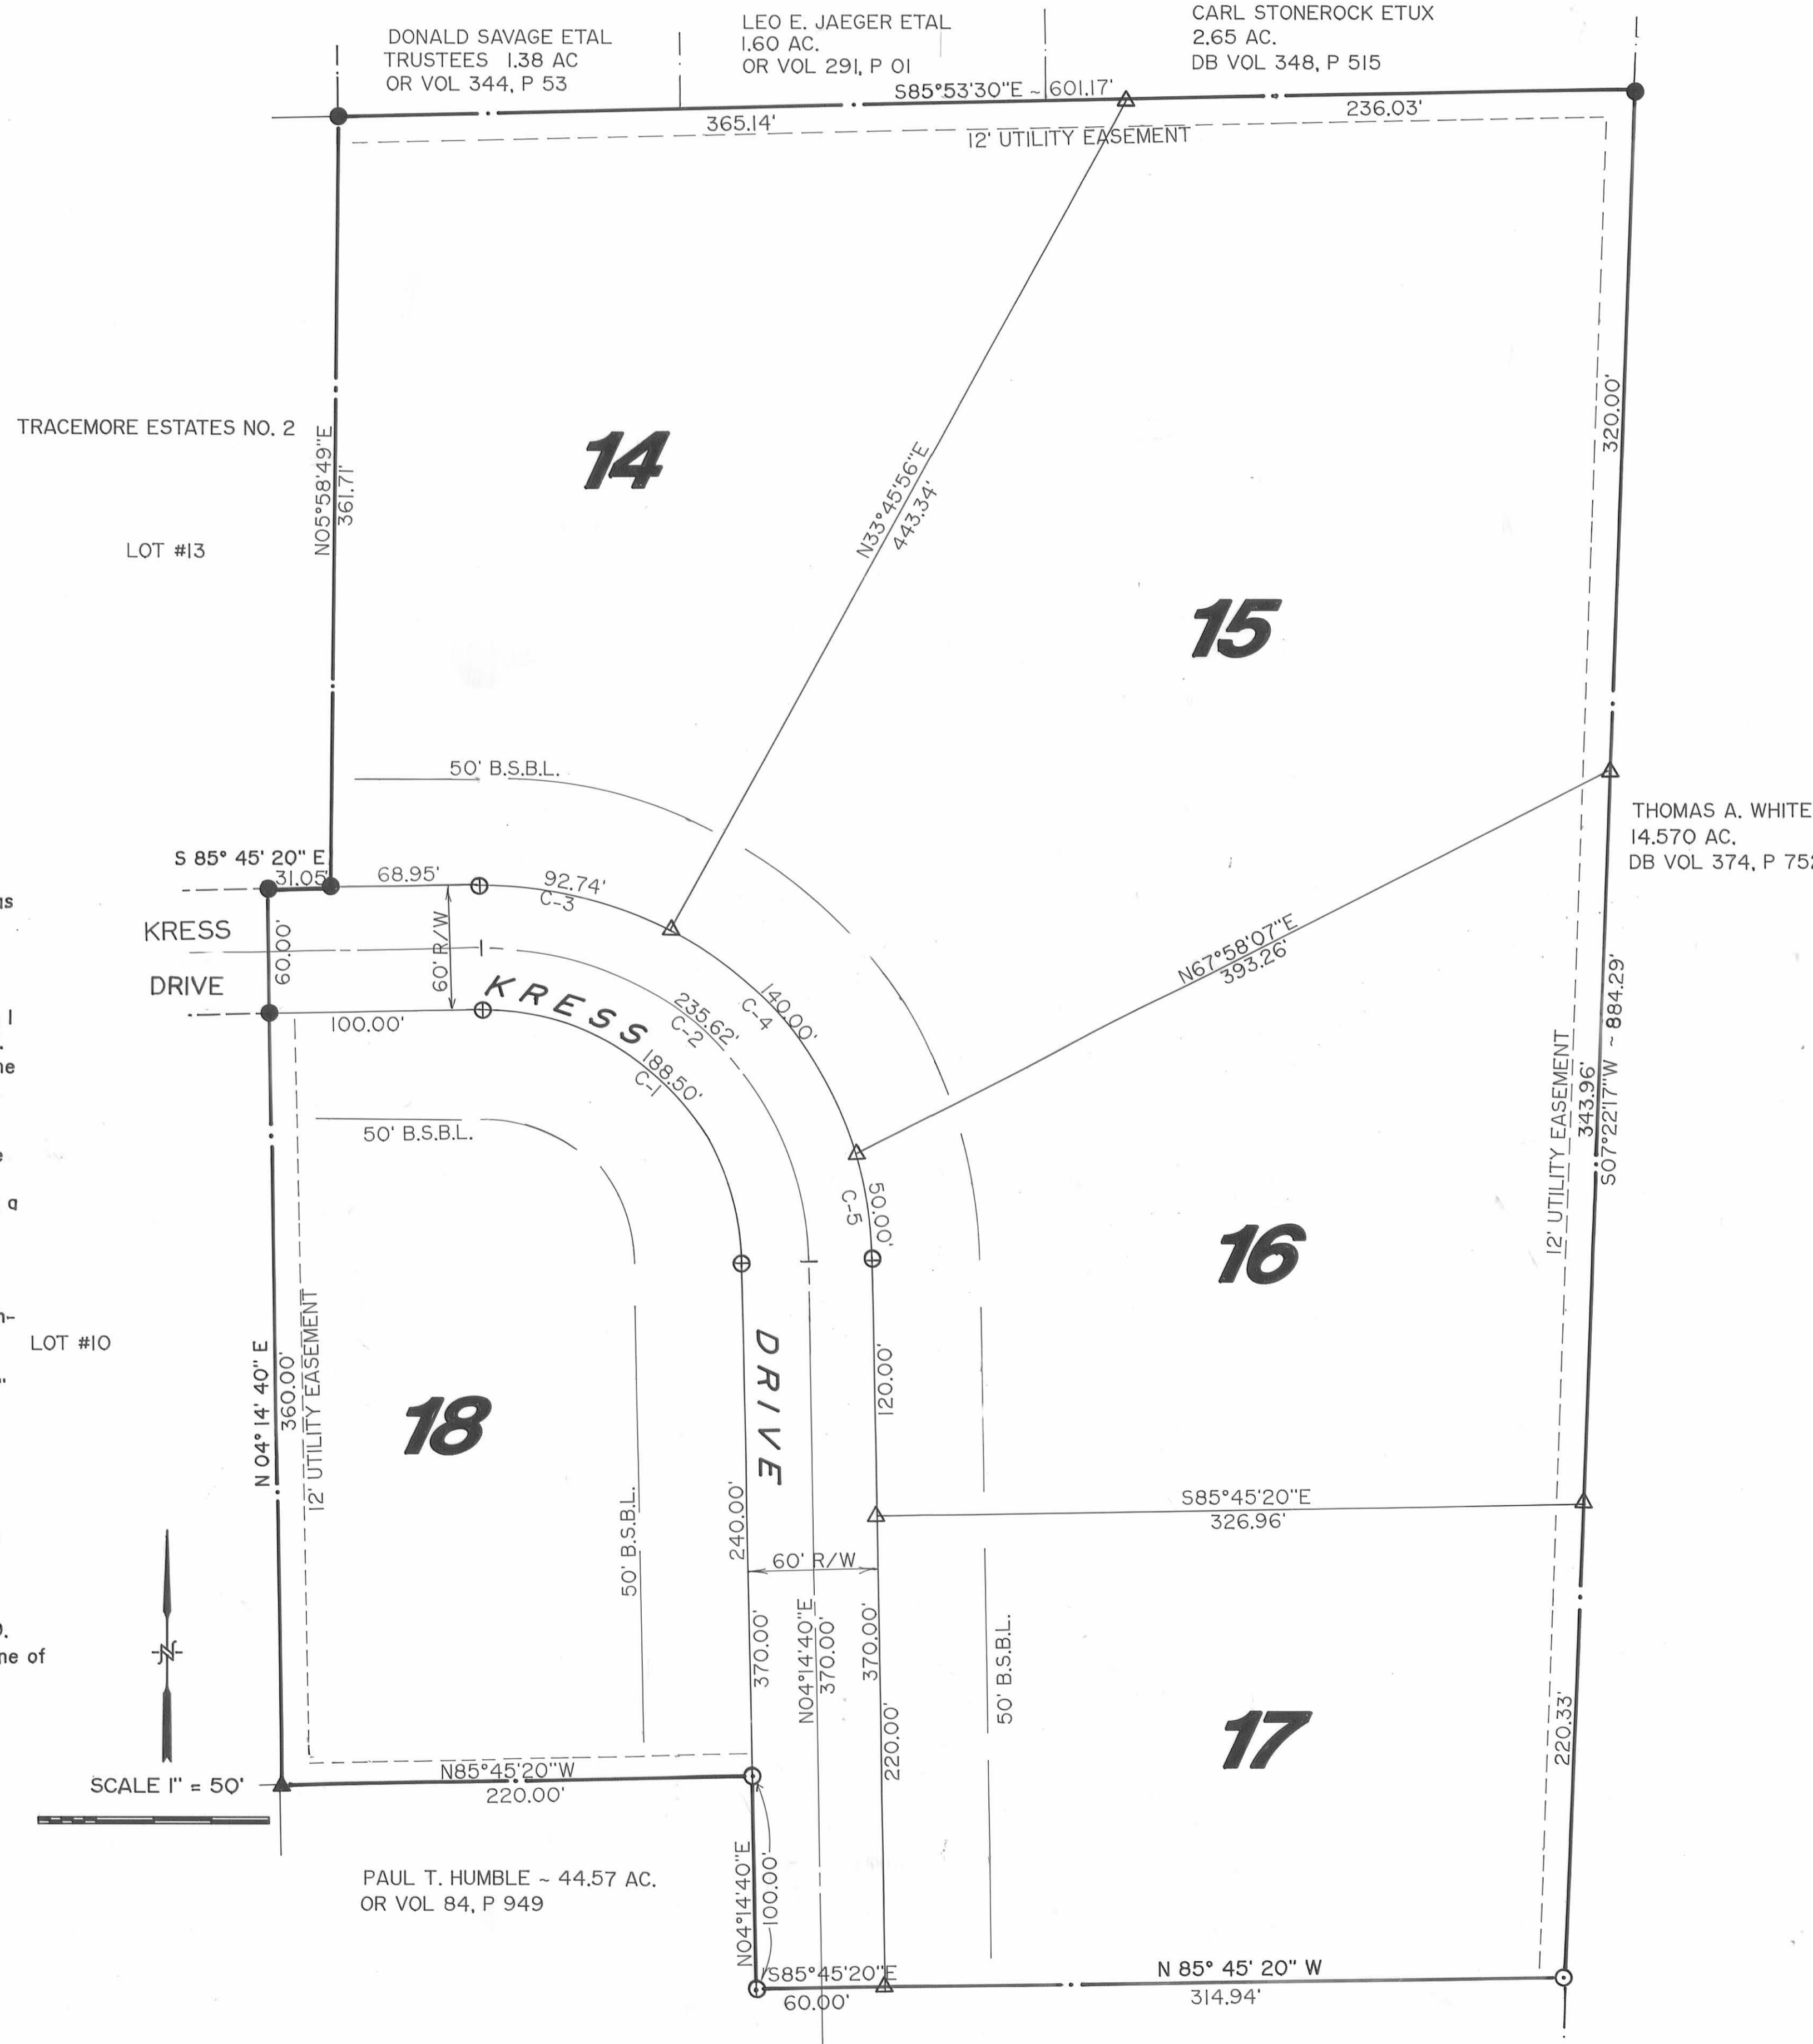 DONALD SAVAGE ETAL
TRUSTEES 1.38 AC
OR VOL 344, P 53
LEO E. JAEGER ETAL
1.60 AC.
OR VOL 291, P 01
CARL STONEROCK ETUX
2.65 AC.
DB VOL 348, P 515
S85°53'30"E ~ 601.17'
365.14'
236.03'
12' UTILITY EASEMENT
TRACEMORE ESTATES NO. 2
LOT #13
N05°58'49"E
361.71'
14
N33°45'56"E
443.34'
320.00'
15
THOMAS A. WHITE
14.570 AC.
DB VOL 374, P 752
50' B.S.B.L.
S 85° 45' 20" E
31.05'
68.95'
92.74'
C-3
KRESS
DRIVE
60.00'
60' R/W
100.00'
KRESS
235.62'
C-2
188.50'
C-1
140.00'
C-4
N67°58'07"E
393.26'
S07°22'17"W ~ 884.29'
343.96'
12' UTILITY EASEMENT
50' B.S.B.L.
50.00'
C-5
16
LOT #10
N 04° 14' 40" E
360.00'
12' UTILITY EASEMENT
18
DRIVE
120.00'
240.00'
50' B.S.B.L.
S85°45'20"E
326.96'
60' R/W
370.00'
N04°14'40"E
370.00'
370.00'
220.00'
50' B.S.B.L.
17
220.33'
ne of
SCALE 1" = 50'
N85°45'20"W
220.00'
PAUL T. HUMBLE ~ 44.57 AC.
OR VOL 84, P 949
N04°14'40"E
100.00'
S85°45'20"E
60.00'
N 85° 45' 20" W
314.94'